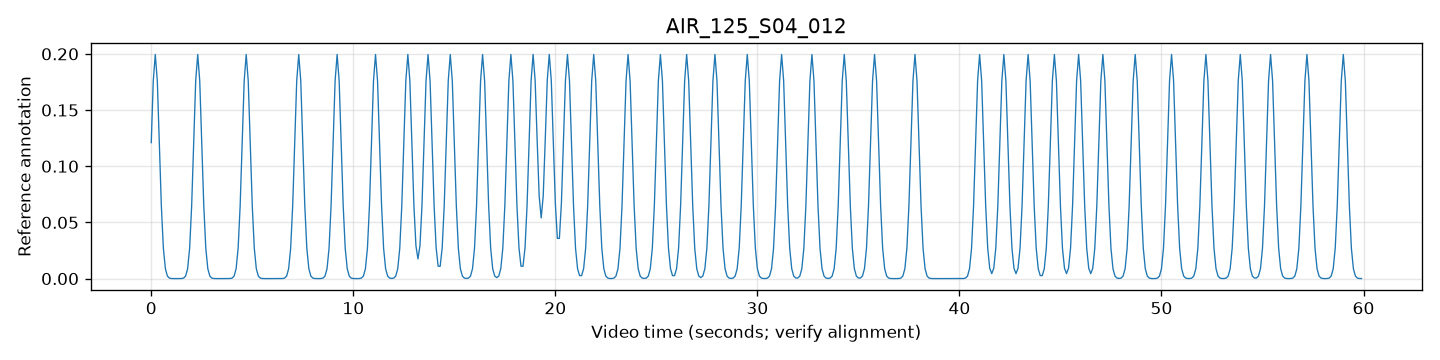 AIR_125_S04_012
Reference annotation
0.20
0.15
0.10
0.05
0.00
0 10 20 30 40 50 60
Video time (seconds; verify alignment)